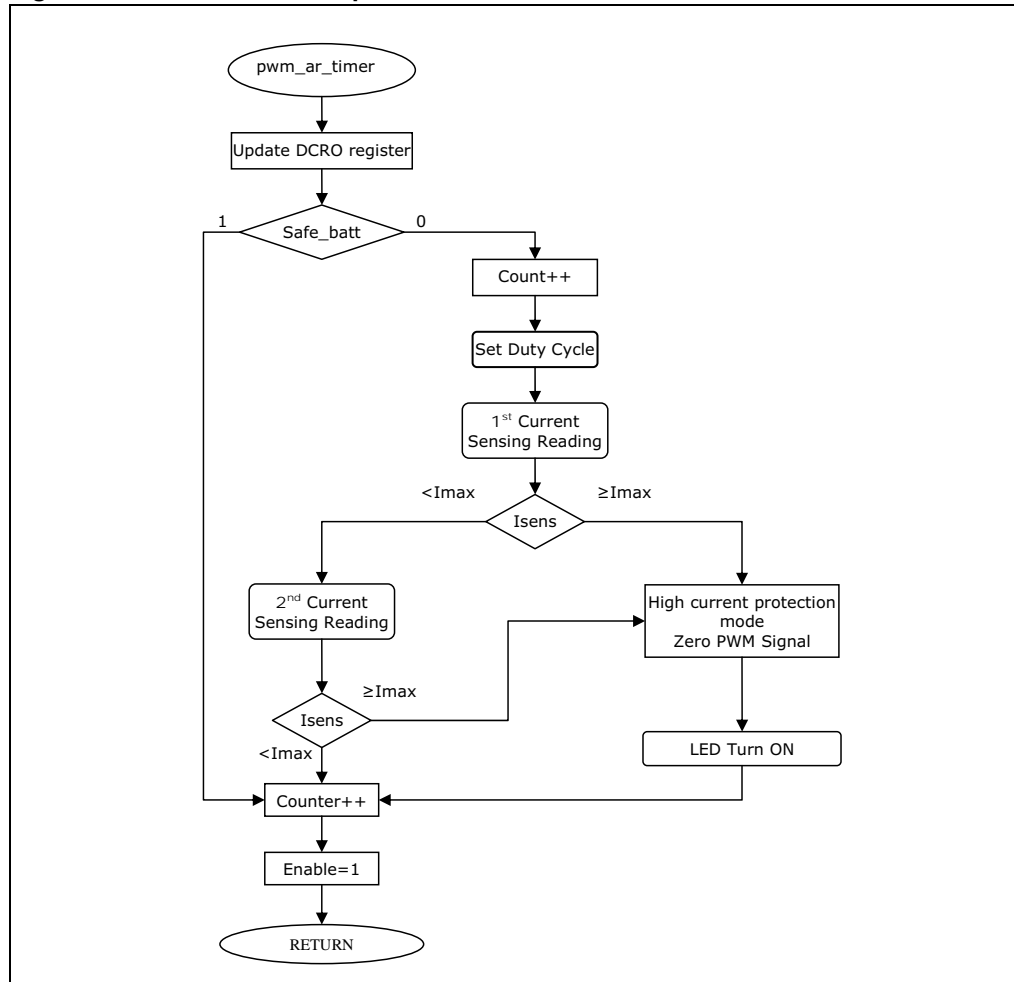 pwm_ar_timer
Update DCRO register
1
0
Safe_batt
Count++
Set Duty Cycle
1st Current
Sensing Reading
<Imax
≥Imax
Isens
2nd Current
Sensing Reading
High current protection
mode
Zero PWM Signal
≥Imax
Isens
<Imax
LED Turn ON
Counter++
Enable=1
RETURN